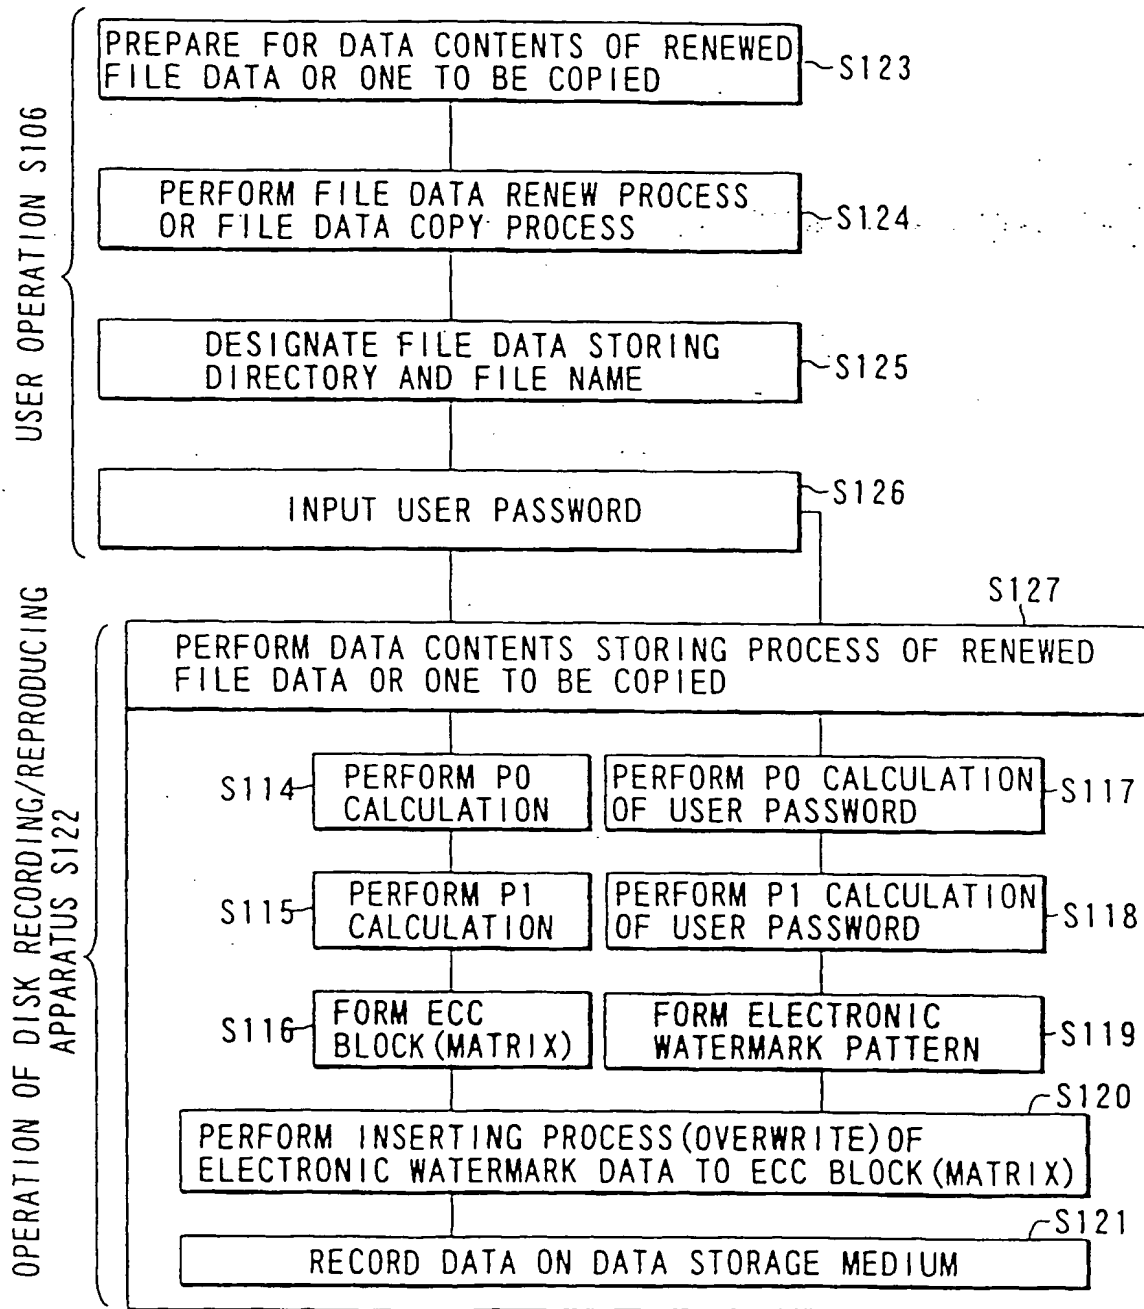 USER OPERATION S106
PREPARE FOR DATA CONTENTS OF RENEWED
FILE DATA OR ONE TO BE COPIED
S123
PERFORM FILE DATA RENEW PROCESS
OR FILE DATA COPY PROCESS
S124
DESIGNATE FILE DATA STORING
DIRECTORY AND FILE NAME
S125
INPUT USER PASSWORD
S126
OPERATION OF DISK RECORDING/REPRODUCING
APPARATUS S122
S127
PERFORM DATA CONTENTS STORING PROCESS OF RENEWED
FILE DATA OR ONE TO BE COPIED
S114
PERFORM PO
CALCULATION
PERFORM PO CALCULATION
OF USER PASSWORD
S117
S115
PERFORM P1
CALCULATION
PERFORM P1 CALCULATION
OF USER PASSWORD
S118
S116
FORM ECC
BLOCK(MATRIX)
FORM ELECTRONIC
WATERMARK PATTERN
S119
S120
PERFORM INSERTING PROCESS(OVERWRITE)OF
ELECTRONIC WATERMARK DATA TO ECC BLOCK(MATRIX)
S121
RECORD DATA ON DATA STORAGE MEDIUM